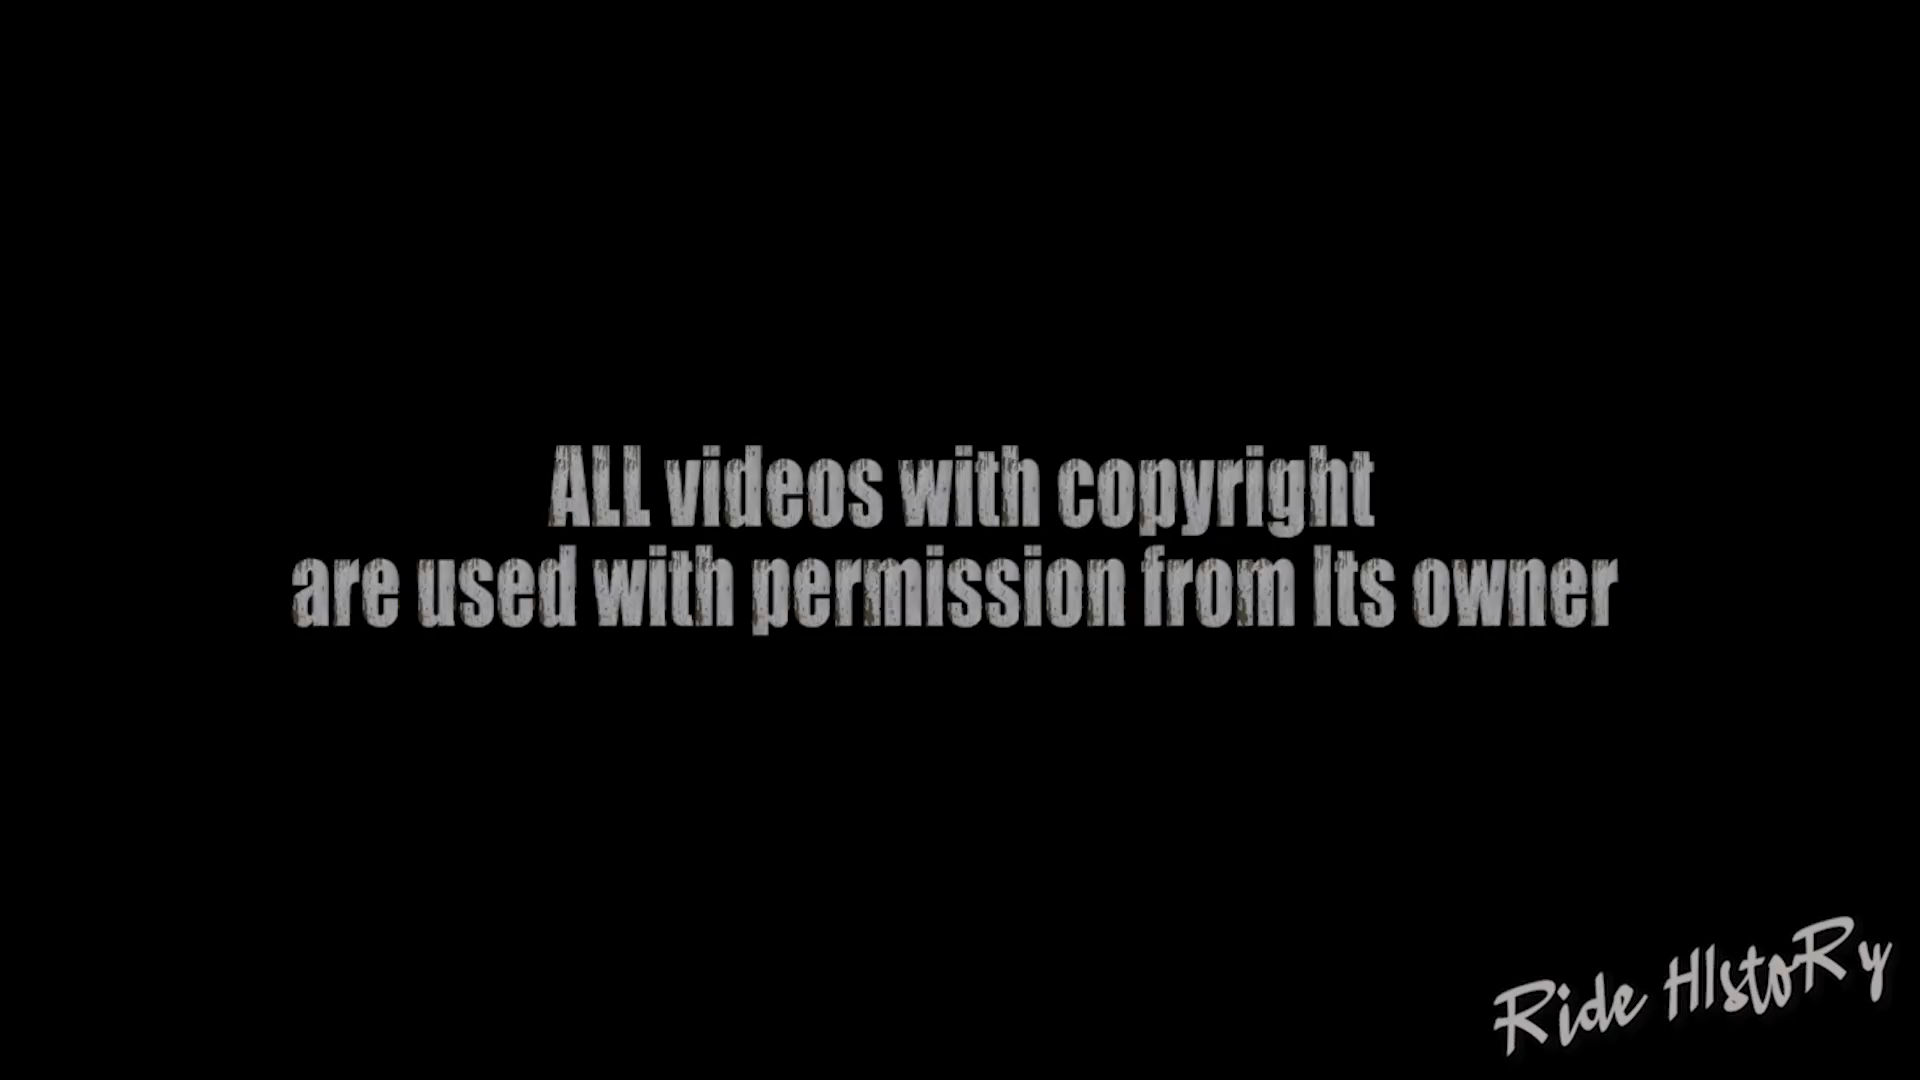 ALL videos with copyright
are used with permission from Its owner
Ride HIstoRy